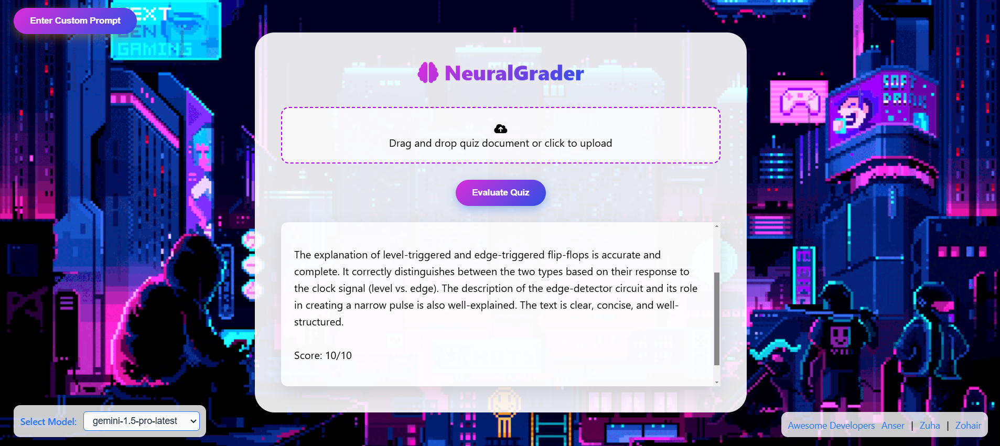 Enter Custom Prompt
EXT
GEN
GAMING
NeuralGrader
SOFT
DRINK
Drag and drop quiz document or click to upload
Evaluate Quiz
The explanation of level-triggered and edge-triggered flip-flops is accurate and
complete. It correctly distinguishes between the two types based on their response to
the clock signal (level vs. edge). The description of the edge-detector circuit and its role
in creating a narrow pulse is also well-explained. The text is clear, concise, and well-
structured.
Score: 10/10
Select Model:
gemini-1.5-pro-latest
Awesome Developers Anser | Zuha | Zohair